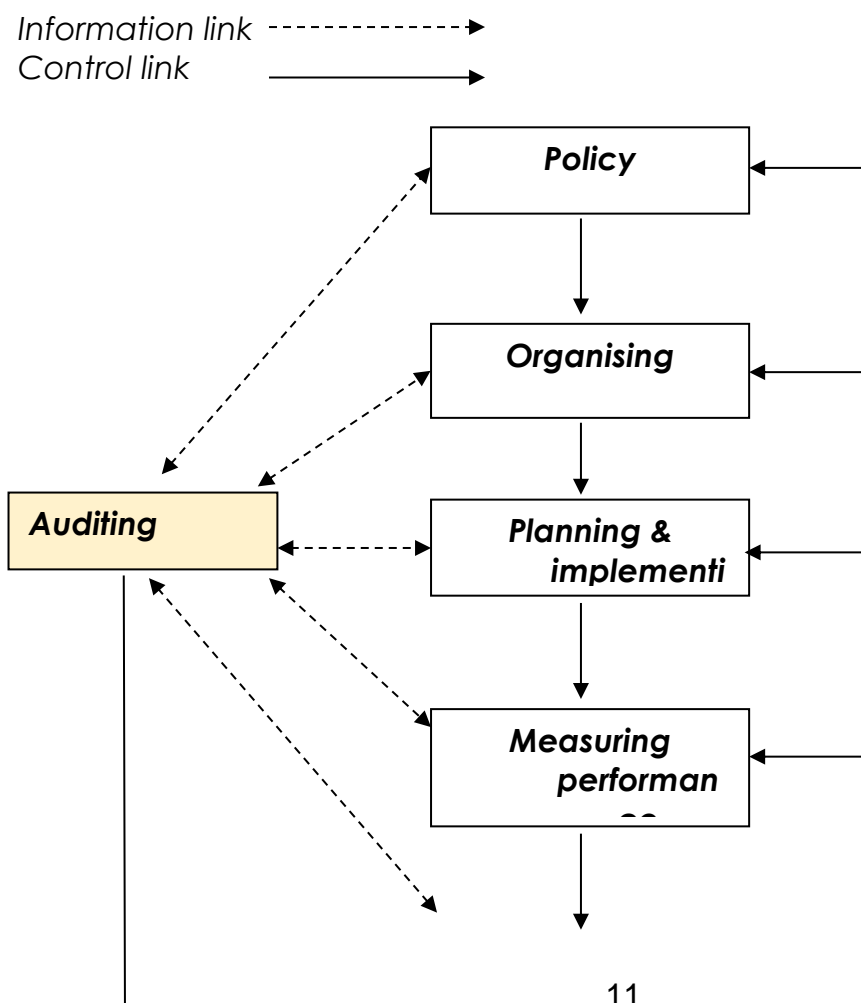 Information link
Control link
Policy
Organising
Auditing
Planning &
implementi
Measuring
performan
11